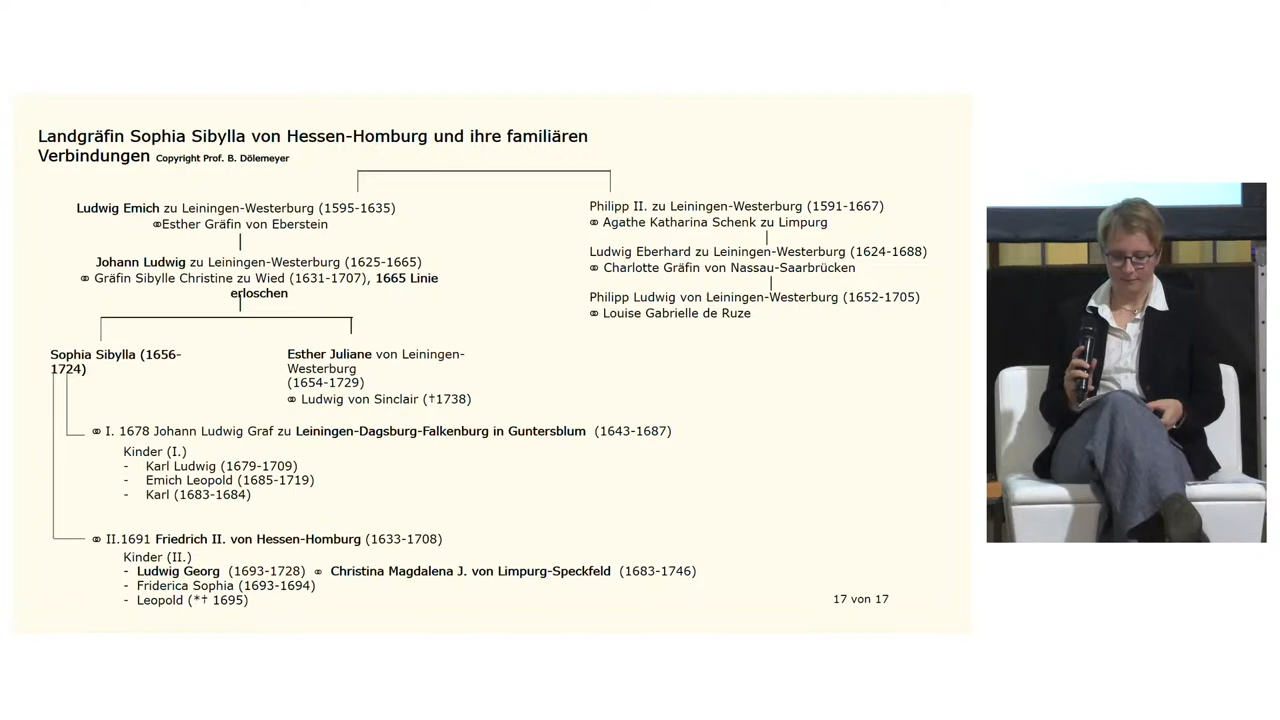 Landgräfin Sophia Sibylla von Hessen-Homburg und ihre familiären
Verbindungen Copyright Prof. B. Dölemeyer
Ludwig Emich zu Leiningen-Westerburg (1595-1635)
⚭Esther Gräfin von Eberstein
Johann Ludwig zu Leiningen-Westerburg (1625-1665)
⚭ Gräfin Sibylle Christine zu Wied (1631-1707), 1665 Linie
erloschen
Philipp II. zu Leiningen-Westerburg (1591-1667)
⚭ Agathe Katharina Schenk zu Limpurg
Ludwig Eberhard zu Leiningen-Westerburg (1624-1688)
⚭ Charlotte Gräfin von Nassau-Saarbrücken
Philipp Ludwig von Leiningen-Westerburg (1652-1705)
⚭ Louise Gabrielle de Ruze
Sophia Sibylla (1656-
1724)
Esther Juliane von Leiningen-
Westerburg
(1654-1729)
⚭ Ludwig von Sinclair (†1738)
⚭ I. 1678 Johann Ludwig Graf zu Leiningen-Dagsburg-Falkenburg in Guntersblum (1643-1687)
Kinder (I.)
- Karl Ludwig (1679-1709)
- Emich Leopold (1685-1719)
- Karl (1683-1684)
⚭ II.1691 Friedrich II. von Hessen-Homburg (1633-1708)
Kinder (II.)
- Ludwig Georg (1693-1728) ⚭ Christina Magdalena J. von Limpurg-Speckfeld (1683-1746)
- Friderica Sophia (1693-1694)
- Leopold (*† 1695)
17 von 17